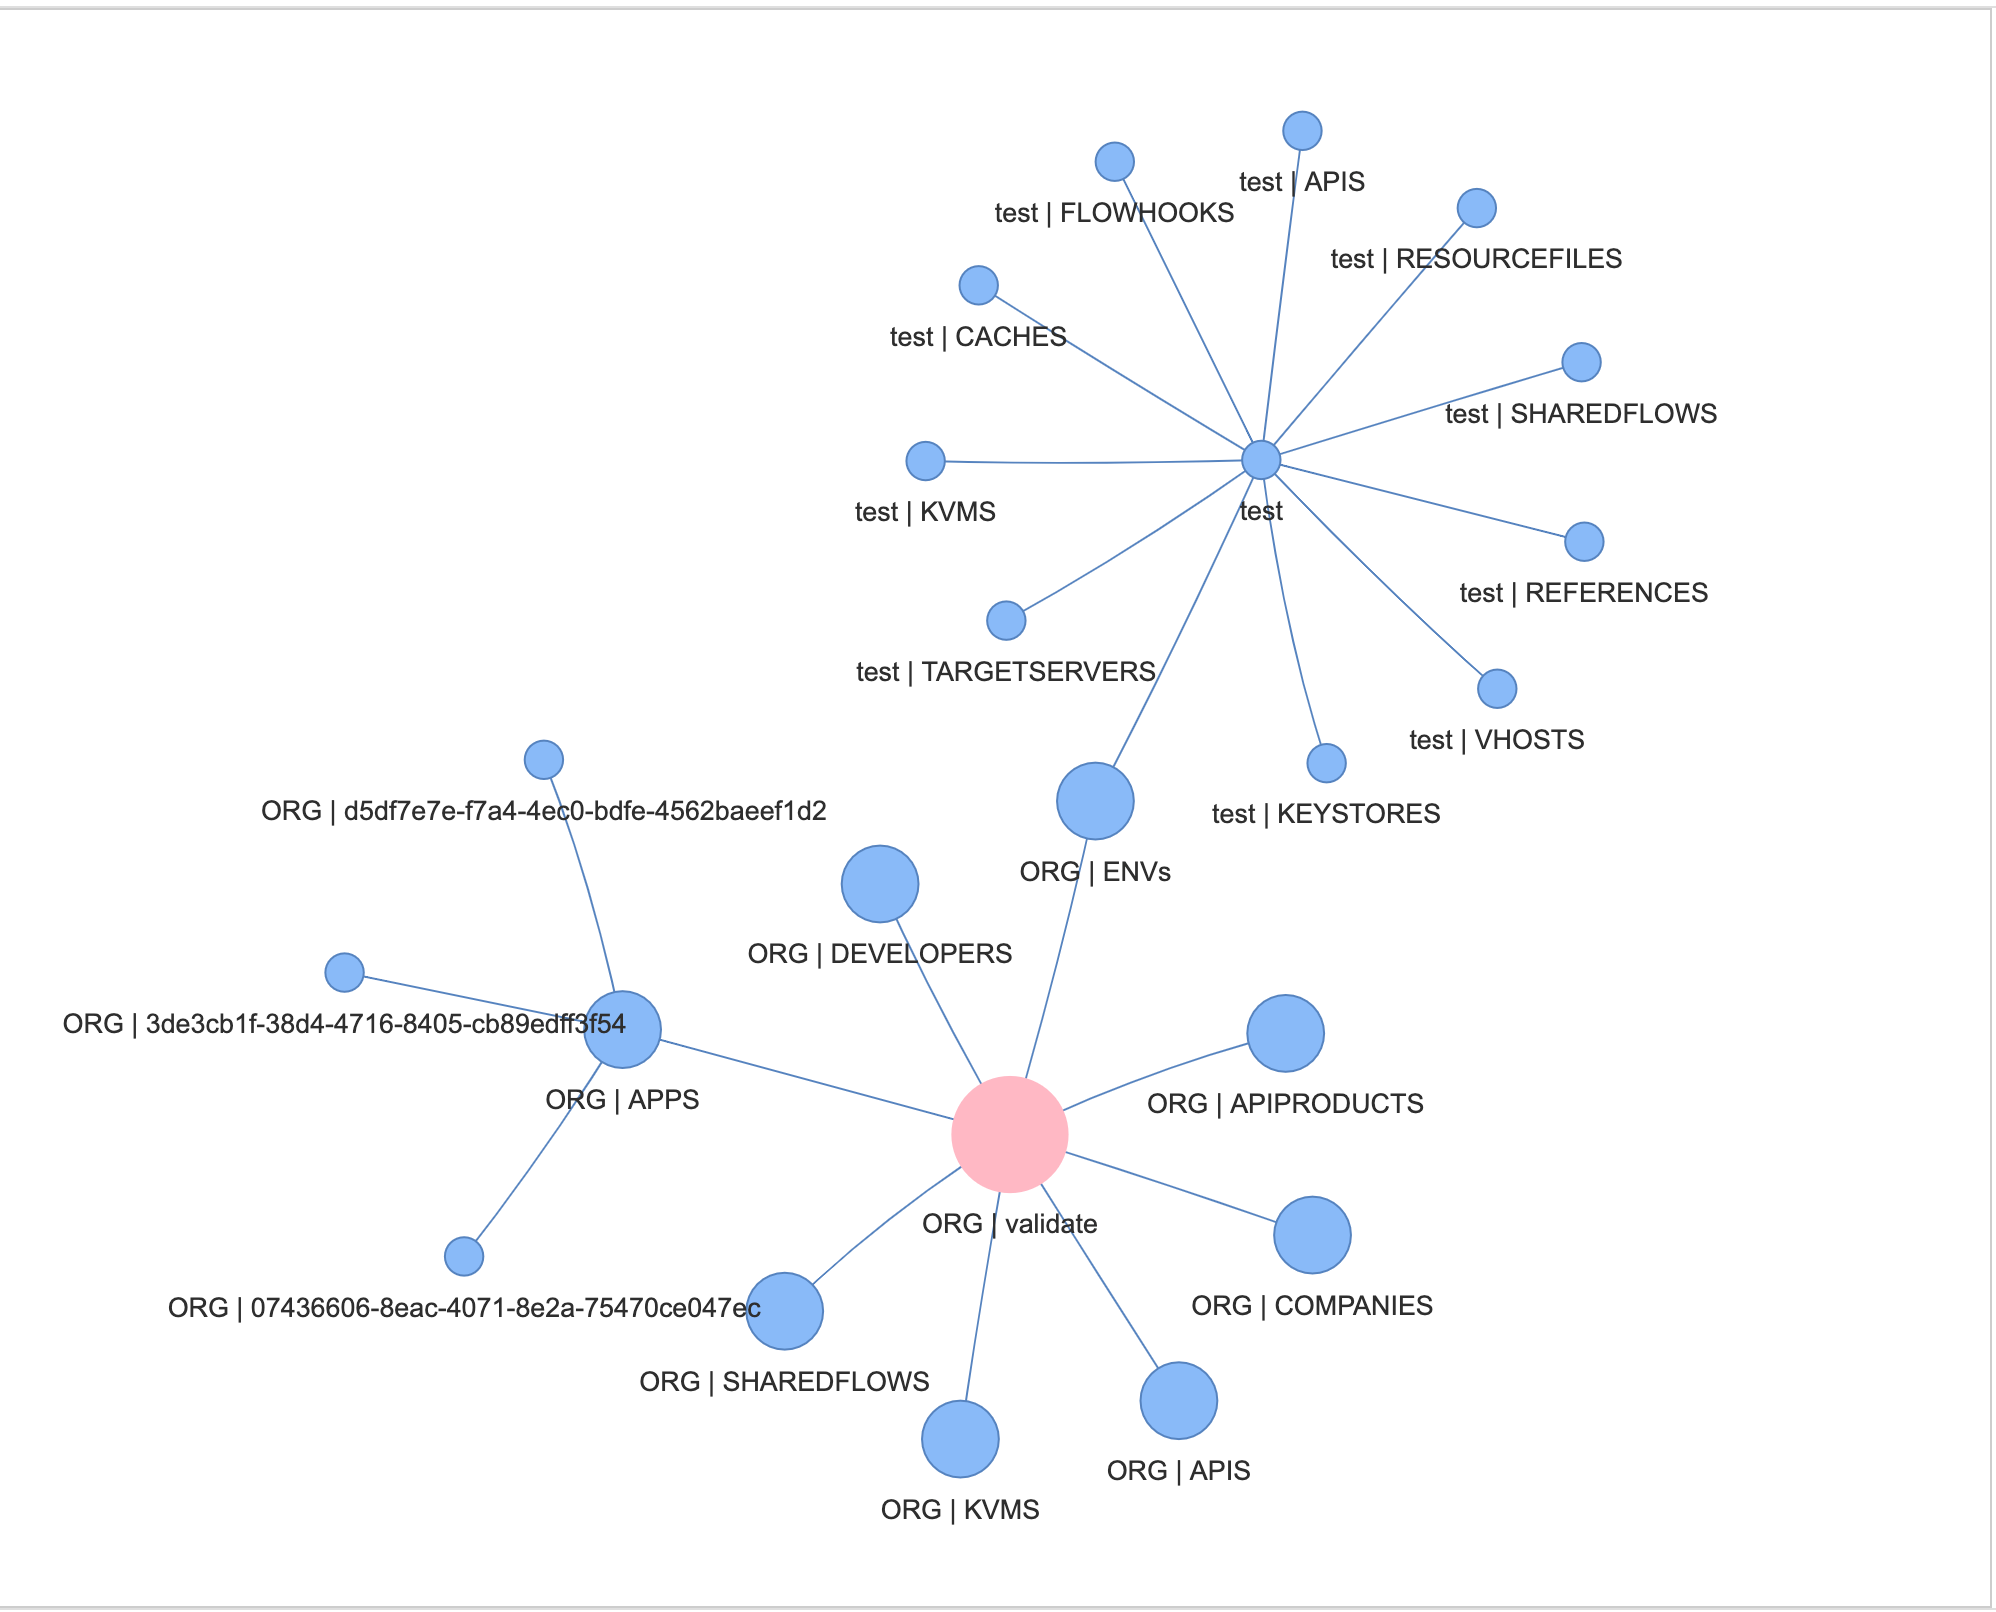 test | APIS
test | FLOWHOOKS
test | RESOURCEFILES
test | CACHES
test | SHAREDFLOWS
test | KVMS
test
test | REFERENCES
test | TARGETSERVERS
test | VHOSTS
ORG | d5df7e7e-f7a4-4ec0-bdfe-4562baeef1d2
test | KEYSTORES
ORG | ENVs
ORG | DEVELOPERS
ORG | 3de3cb1f-38d4-4716-8405-cb89edff3f54
ORG | APPS
ORG | APIPRODUCTS
ORG | validate
ORG | 07436606-8eac-4071-8e2a-75470ce047ec
ORG | COMPANIES
ORG | SHAREDFLOWS
ORG | APIS
ORG | KVMS